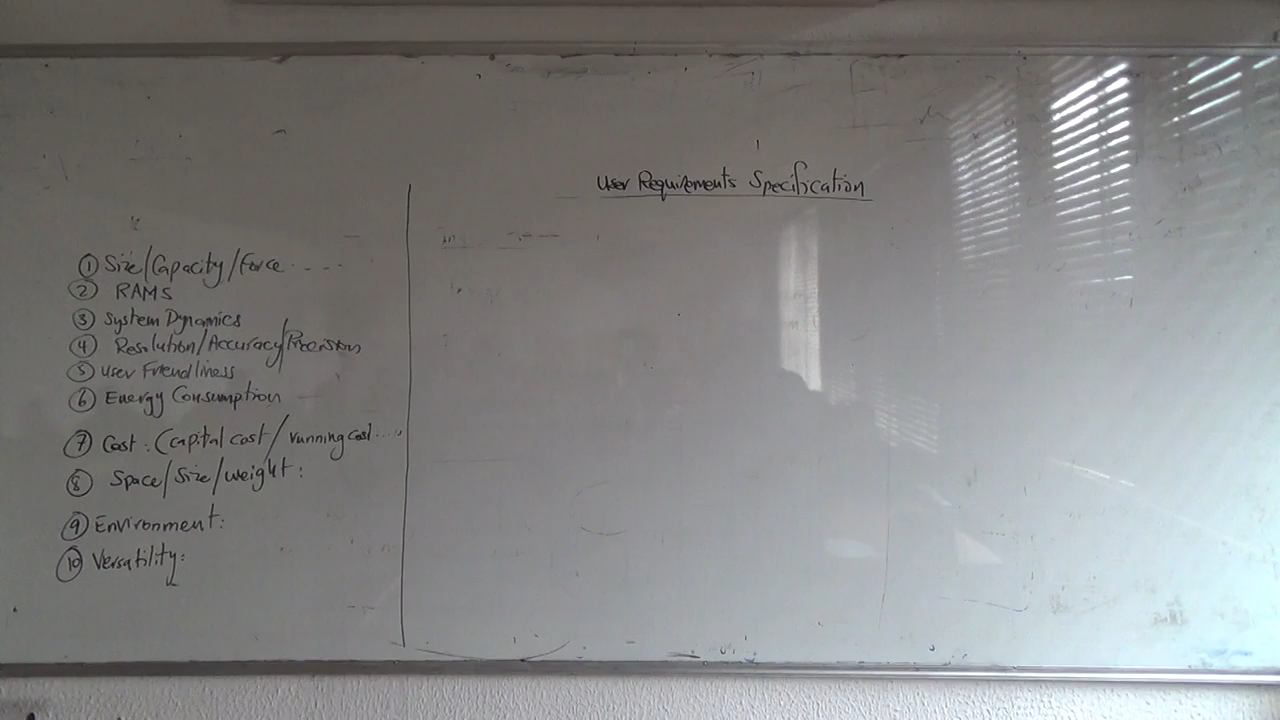 User Requirements Specification
① Size/Capacity/Force ----
② RAMS
③ System Dynamics
④ Resolution/Accuracy/Precision
⑤ User Friendliness
⑥ Energy Consumption
⑦ Cost: (capital cost/running cost....
⑧ Space/Size/weight:
⑨ Environment:
⑩ Versatility: